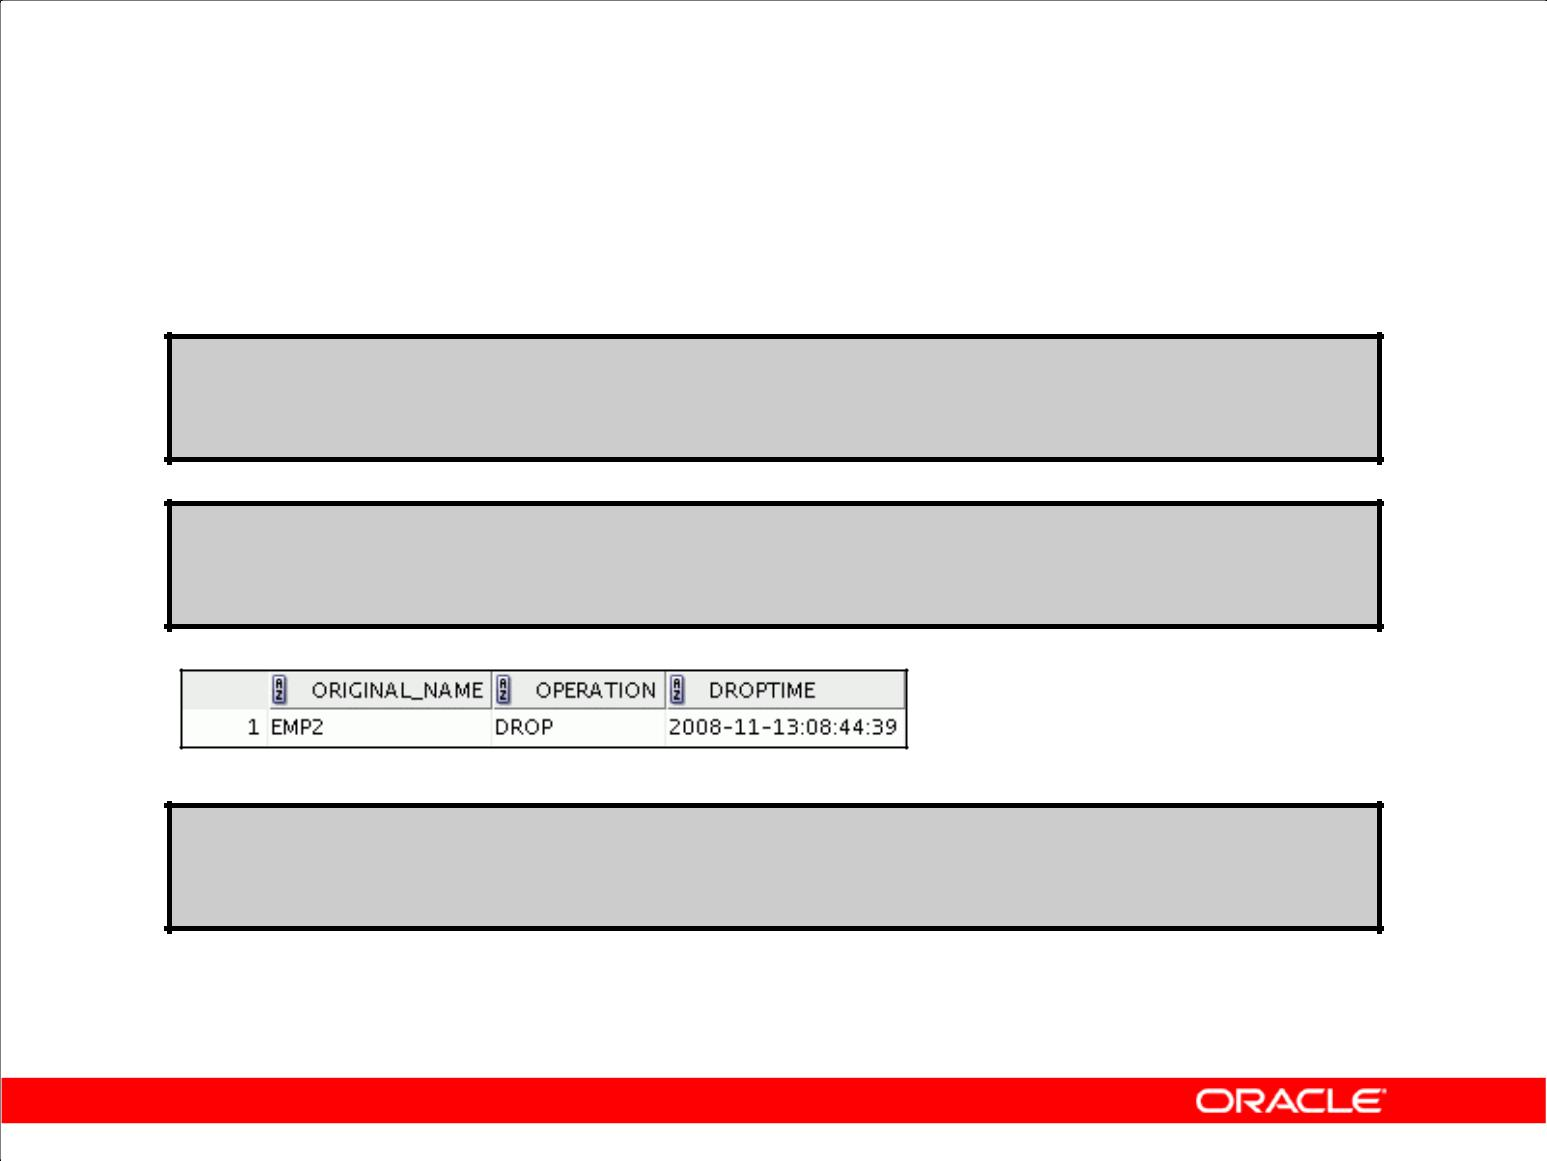 ORIGINAL_NAME OPERATION DROPTIME
1 EMP2 DROP 2008-11-13:08:44:39
ORACLE